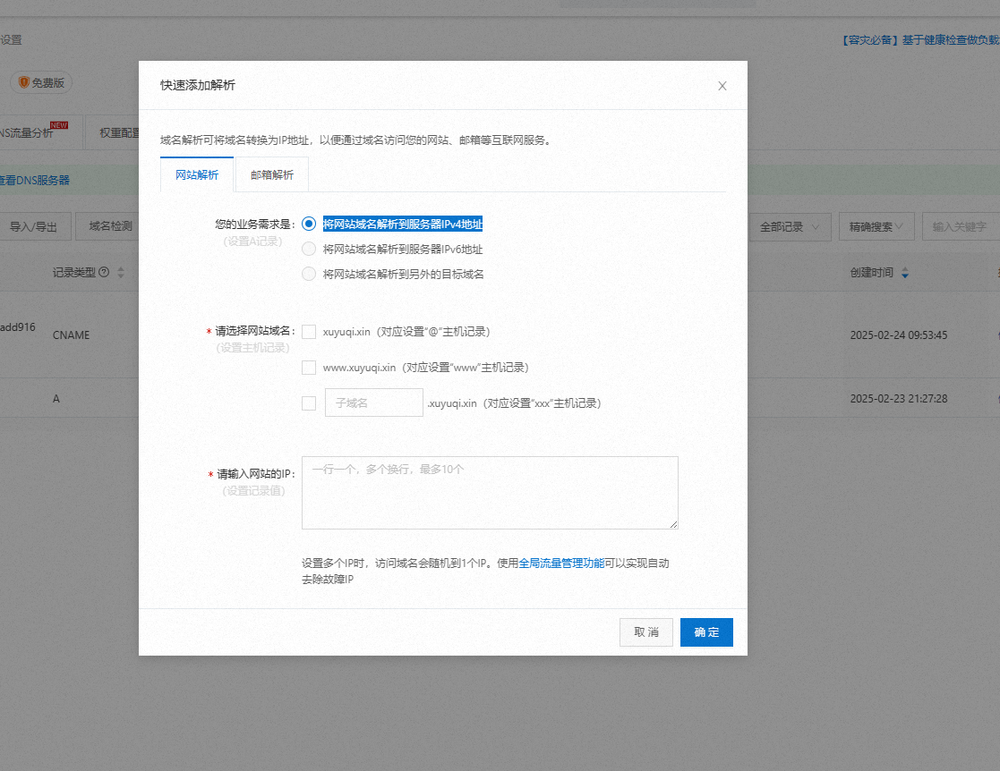 设置
【容灾必备】基于健康检查做负载
免费版
快速添加解析
NS流量分析
NEW
权重配置
域名解析可将域名转换为IP地址，以便通过域名访问您的网站、邮箱等互联网服务。
查看DNS服务器
网站解析
邮箱解析
导入/导出
域名检测
您的业务需求是：
(设置A记录)
将网站域名解析到服务器IPv4地址
将网站域名解析到服务器IPv6地址
将网站域名解析到另外的目标域名
全部记录
精确搜索
输入关键字
记录类型
创建时间
add916
CNAME
2025-02-24 09:53:45
* 请选择网站域名：
(设置主机记录)
xuyuqi.xin（对应设置“@”主机记录）
www.xuyuqi.xin（对应设置“www”主机记录）
子域名 .xuyuqi.xin（对应设置“xxx”主机记录）
A
2025-02-23 21:27:28
* 请输入网站的IP：
(设置记录值)
一行一个，多个换行，最多10个
设置多个IP时，访问域名会随机到1个IP。使用全局流量管理功能可以实现自动
去除故障IP
取 消
确 定